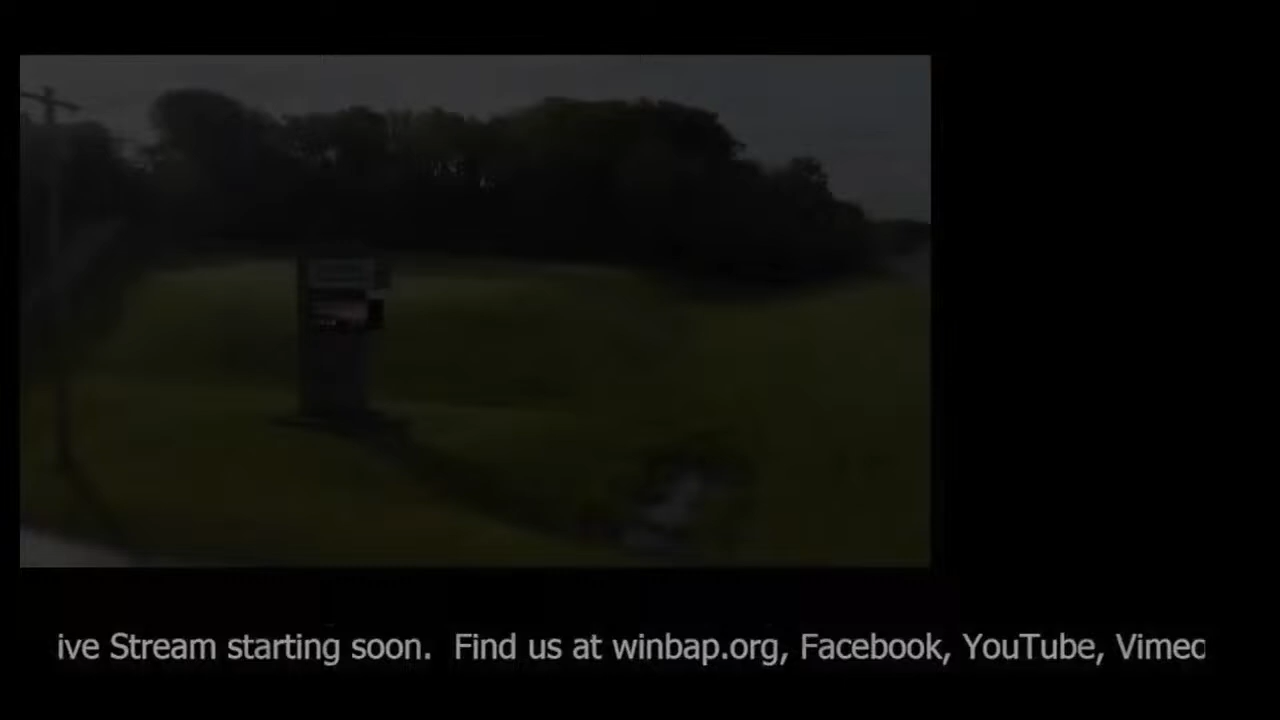 ive Stream starting soon. Find us at winbap.org, Facebook, YouTube, Vimeo